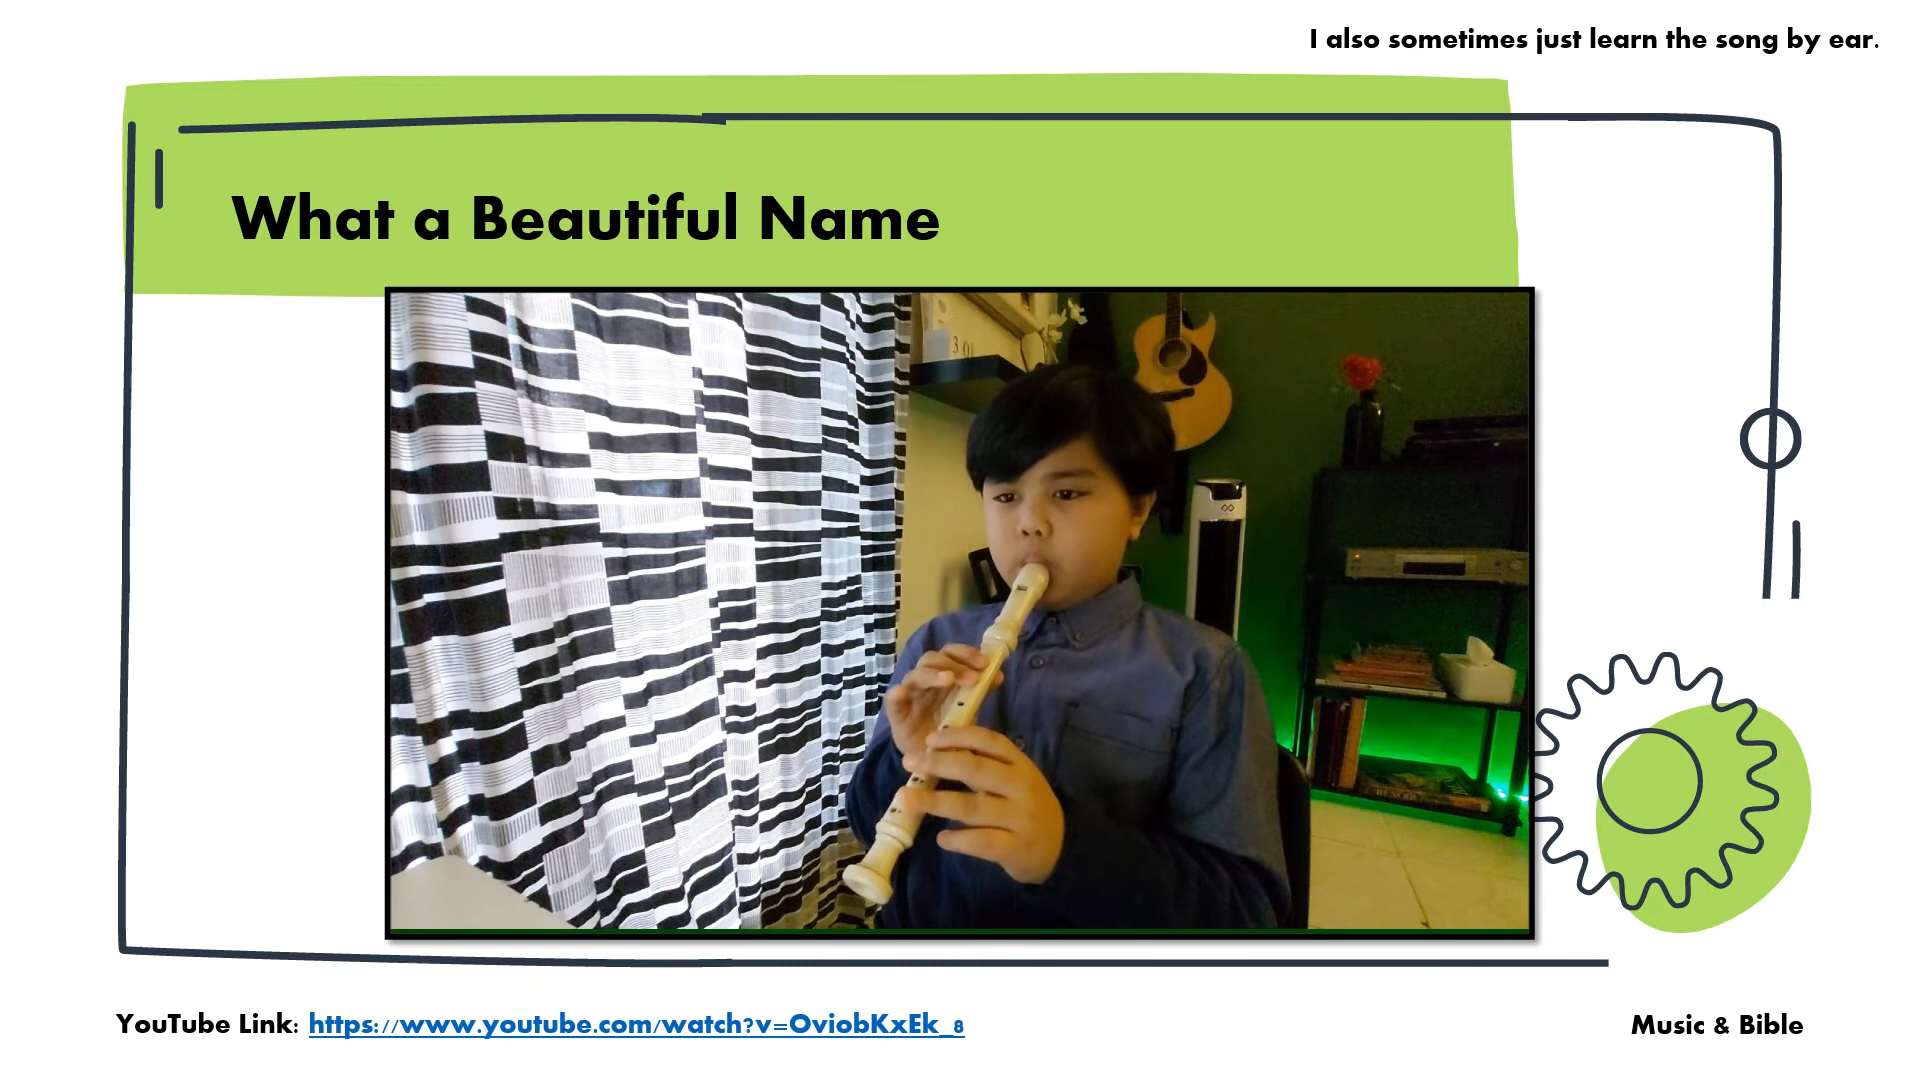 I also sometimes just learn the song by ear.
What a Beautiful Name
30
YouTube Link: https://www.youtube.com/watch?v=OviobKxEk_8
Music & Bible